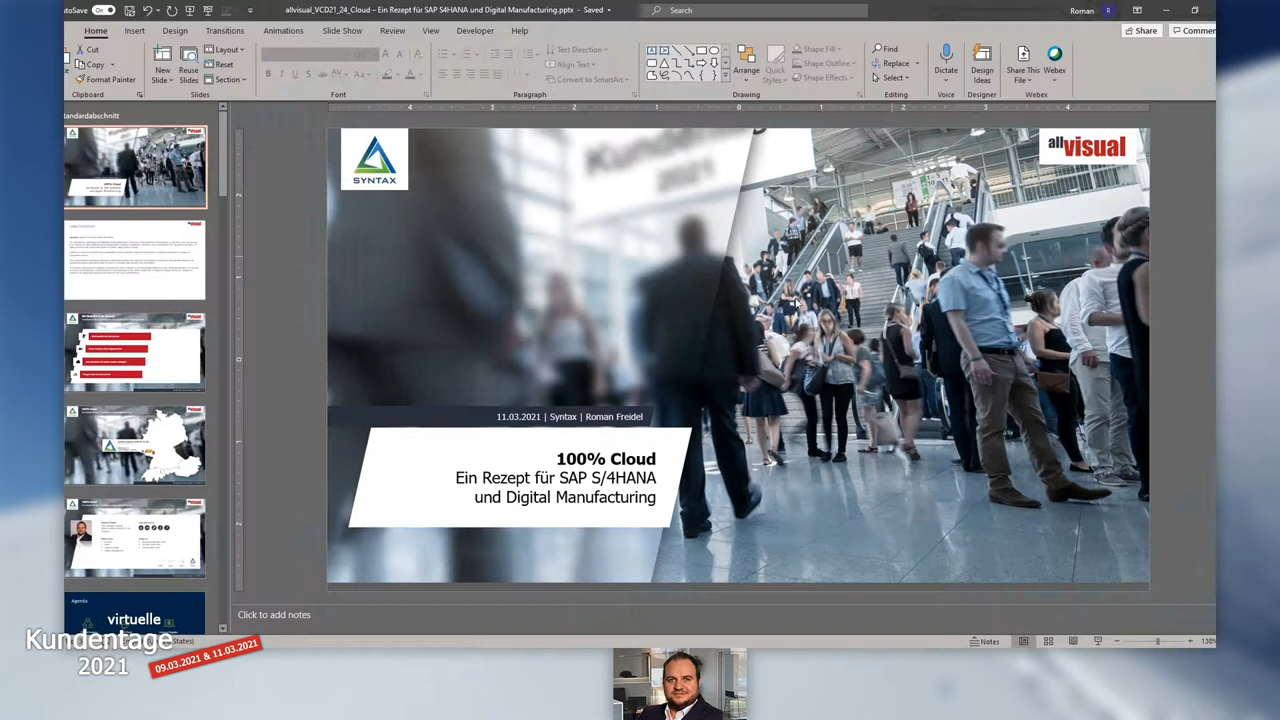 AutoSave On
allvisual_VCD21_24_Cloud – Ein Rezept für SAP S4HANA und Digital Manufacturing.pptx - Saved
Search
Roman R
Home Insert Design Transitions Animations Slide Show Review View Developer Help
Share Comments
Cut
Copy
Format Painter
Clipboard
New Slide
Reuse Slides
Layout
Reset
Section
Slides
Font
Text Direction
Align Text
Convert to SmartArt
Paragraph
Arrange
Quick Styles
Shape Fill
Shape Outline
Shape Effects
Drawing
Find
Replace
Select
Editing
Dictate
Voice
Design Ideas
Designer
Share This File
Webex
Webex
Standardabschnitt
Agenda
SYNTAX
allvisual
11.03.2021 | Syntax | Roman Freidel
100% Cloud
Ein Rezept für SAP S/4HANA
und Digital Manufacturing
Click to add notes
Notes
138%
virtuelle
Kundentage
2021
09.03.2021 & 11.03.2021